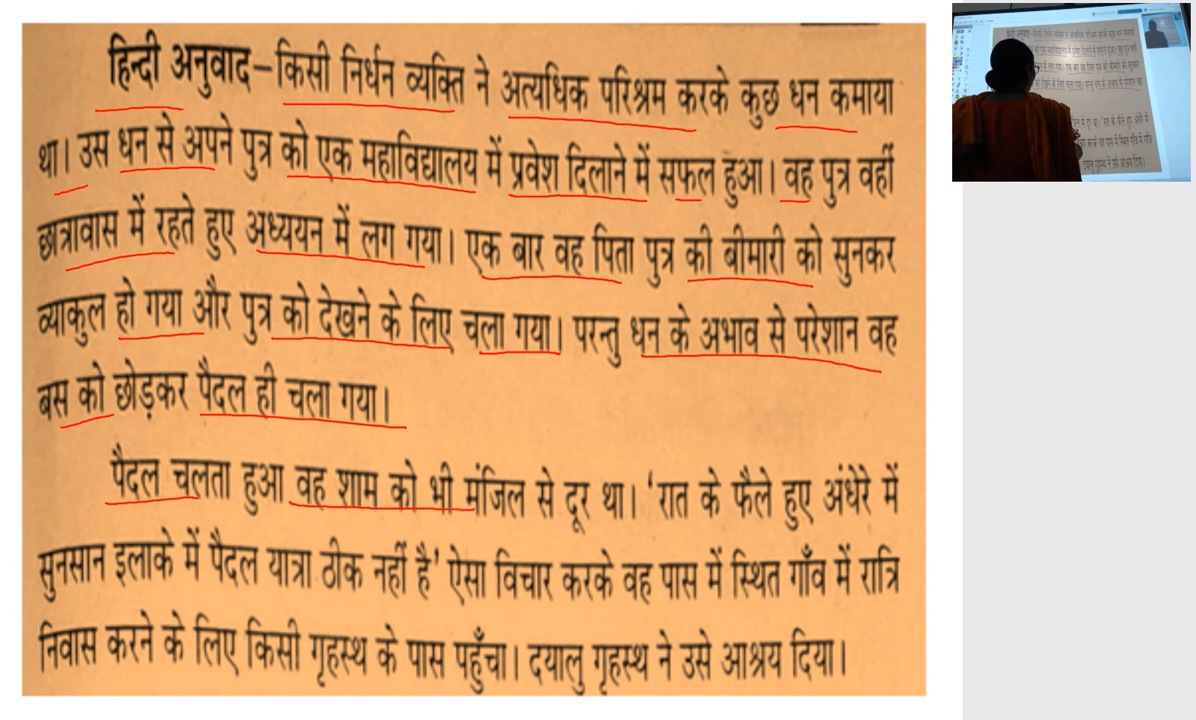 हिन्दी अनुवाद–किसी निर्धन व्यक्ति ने अत्यधिक परिश्रम करके कुछ धन कमाया
था। उस धन से अपने पुत्र को एक महाविद्यालय में प्रवेश दिलाने में सफल हुआ। वह पुत्र वहीं
छात्रावास में रहते हुए अध्ययन में लग गया। एक बार वह पिता पुत्र की बीमारी को सुनकर
व्याकुल हो गया और पुत्र को देखने के लिए चला गया। परन्तु धन के अभाव से परेशान वह
बस को छोड़कर पैदल ही चला गया।
पैदल चलता हुआ वह शाम को भी मंजिल से दूर था। 'रात के फैले हुए अंधेरे में
सुनसान इलाके में पैदल यात्रा ठीक नहीं है' ऐसा विचार करके वह पास में स्थित गाँव में रात्रि
निवास करने के लिए किसी गृहस्थ के पास पहुँचा। दयालु गृहस्थ ने उसे आश्रय दिया।